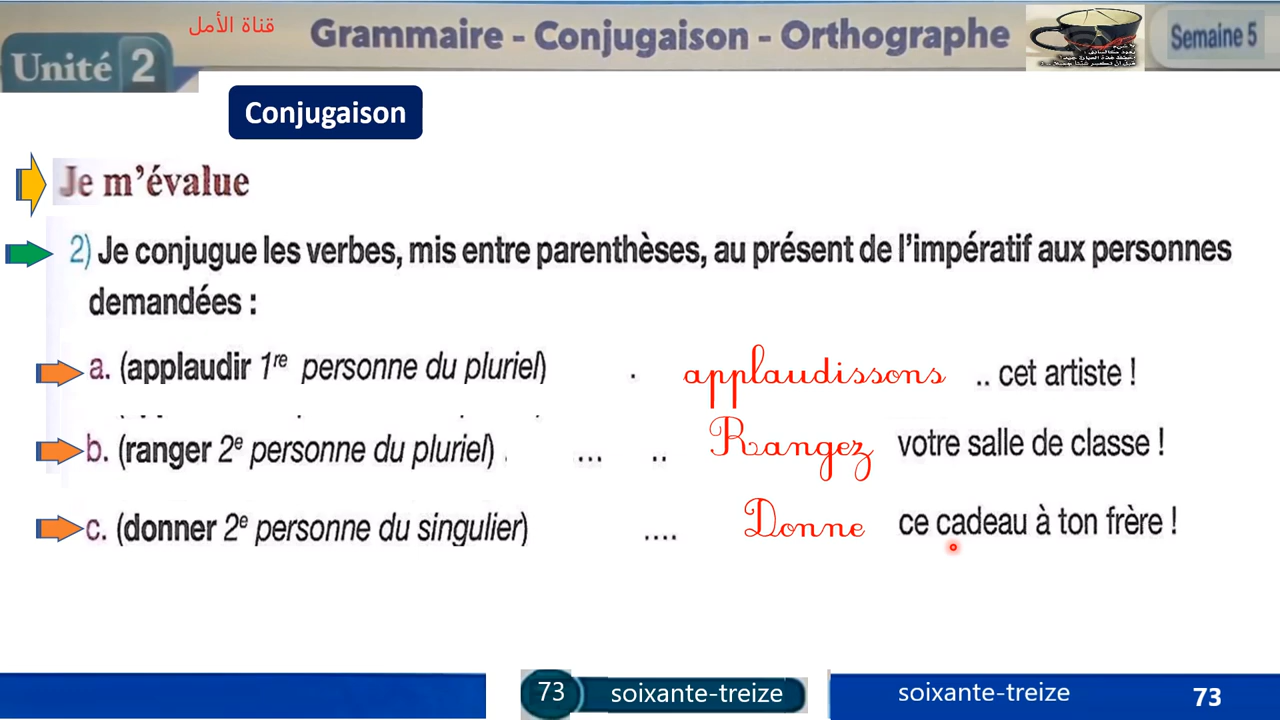 قناة الأمل
Grammaire - Conjugaison - Orthographe
Semaine 5
Unité 2
Conjugaison
Je m'évalue
2) Je conjugue les verbes, mis entre parenthèses, au présent de l'impératif aux personnes
demandées :
a. (applaudir 1re personne du pluriel) . applaudissons .. cet artiste !
b. (ranger 2e personne du pluriel) . ... .. Rangez votre salle de classe !
c. (donner 2e personne du singulier) .... Donne ce cadeau à ton frère !
73 soixante-treize soixante-treize 73